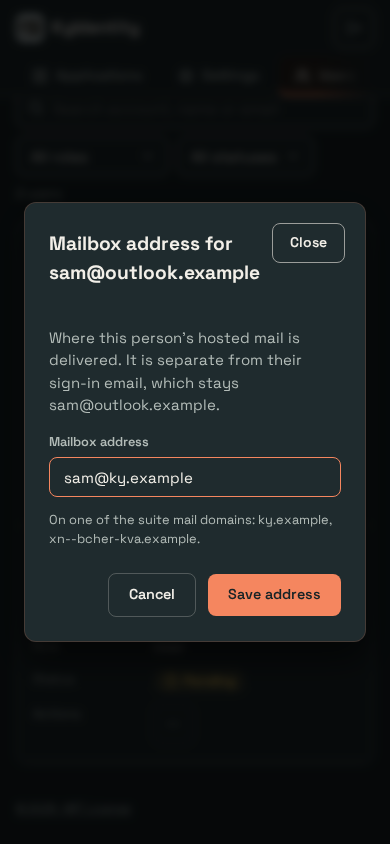 Mailbox address for
sam@outlook.example
Close
Where this person's hosted mail is
delivered. It is separate from their
sign-in email, which stays
sam@outlook.example.
Mailbox address
sam@ky.example
On one of the suite mail domains: ky.example,
xn--bcher-kva.example.
Cancel
Save address